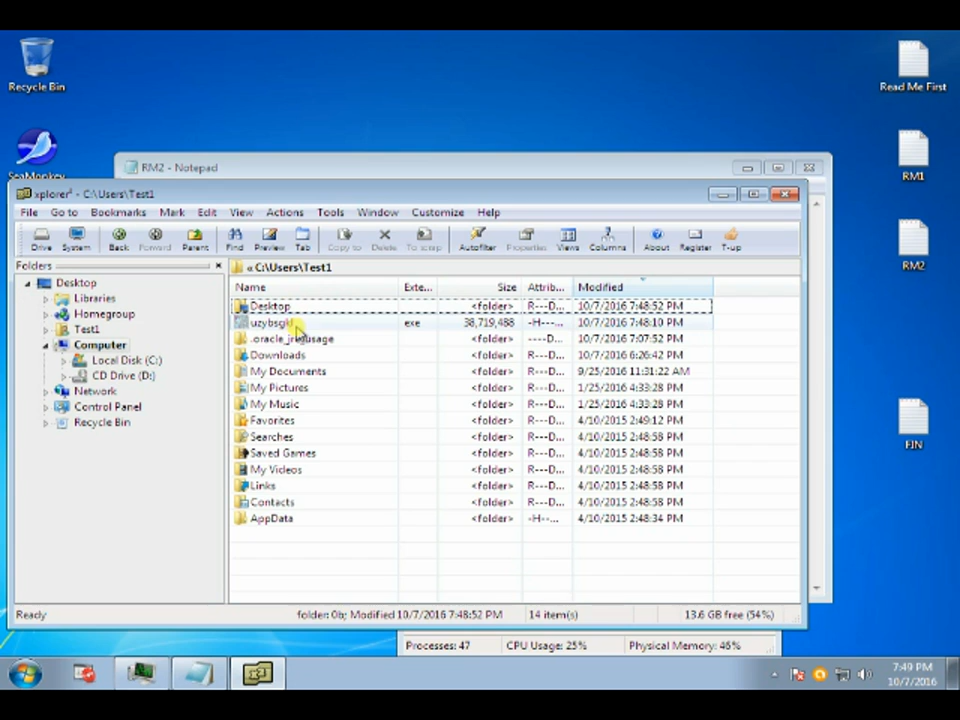 Recycle Bin
Read Me First
RM1
RM2
FIN
RM2 - Notepad
xplorer² - C:\Users\Test1
File Go to Bookmarks Mark Edit View Actions Tools Window Customize Help
Drive System Back Forward Parent Find Preview Tab Copy to Delete To scrap Autofilter Properties Views Columns About Register T-up
Folders
« C:\Users\Test1
Desktop
Libraries
Homegroup
Test1
Computer
Local Disk (C:)
CD Drive (D:)
Network
Control Panel
Recycle Bin
Name Exte... Size Attrib... Modified
Desktop <folder> R---D... 10/7/2016 7:48:52 PM
exe 38,719,488 -H---... 10/7/2016 7:48:10 PM
<folder> ----D... 10/7/2016 7:07:52 PM
Downloads <folder> R---D... 10/7/2016 6:26:42 PM
My Documents <folder> R---D... 9/25/2016 11:31:22 AM
My Pictures <folder> R---D... 1/25/2016 4:33:28 PM
My Music <folder> R---D... 1/25/2016 4:33:28 PM
Favorites <folder> R---D... 4/10/2015 2:49:12 PM
Searches <folder> R---D... 4/10/2015 2:48:58 PM
Saved Games <folder> R---D... 4/10/2015 2:48:58 PM
My Videos <folder> R---D... 4/10/2015 2:48:58 PM
Links <folder> R---D... 4/10/2015 2:48:58 PM
Contacts <folder> R---D... 4/10/2015 2:48:58 PM
AppData <folder> -H--... 4/10/2015 2:48:34 PM
Ready folder: 0b; Modified 10/7/2016 7:48:52 PM 14 item(s) 13.6 GB free (54%)
Processes: 47 CPU Usage: 25% Physical Memory: 46%
7:49 PM
10/7/2016